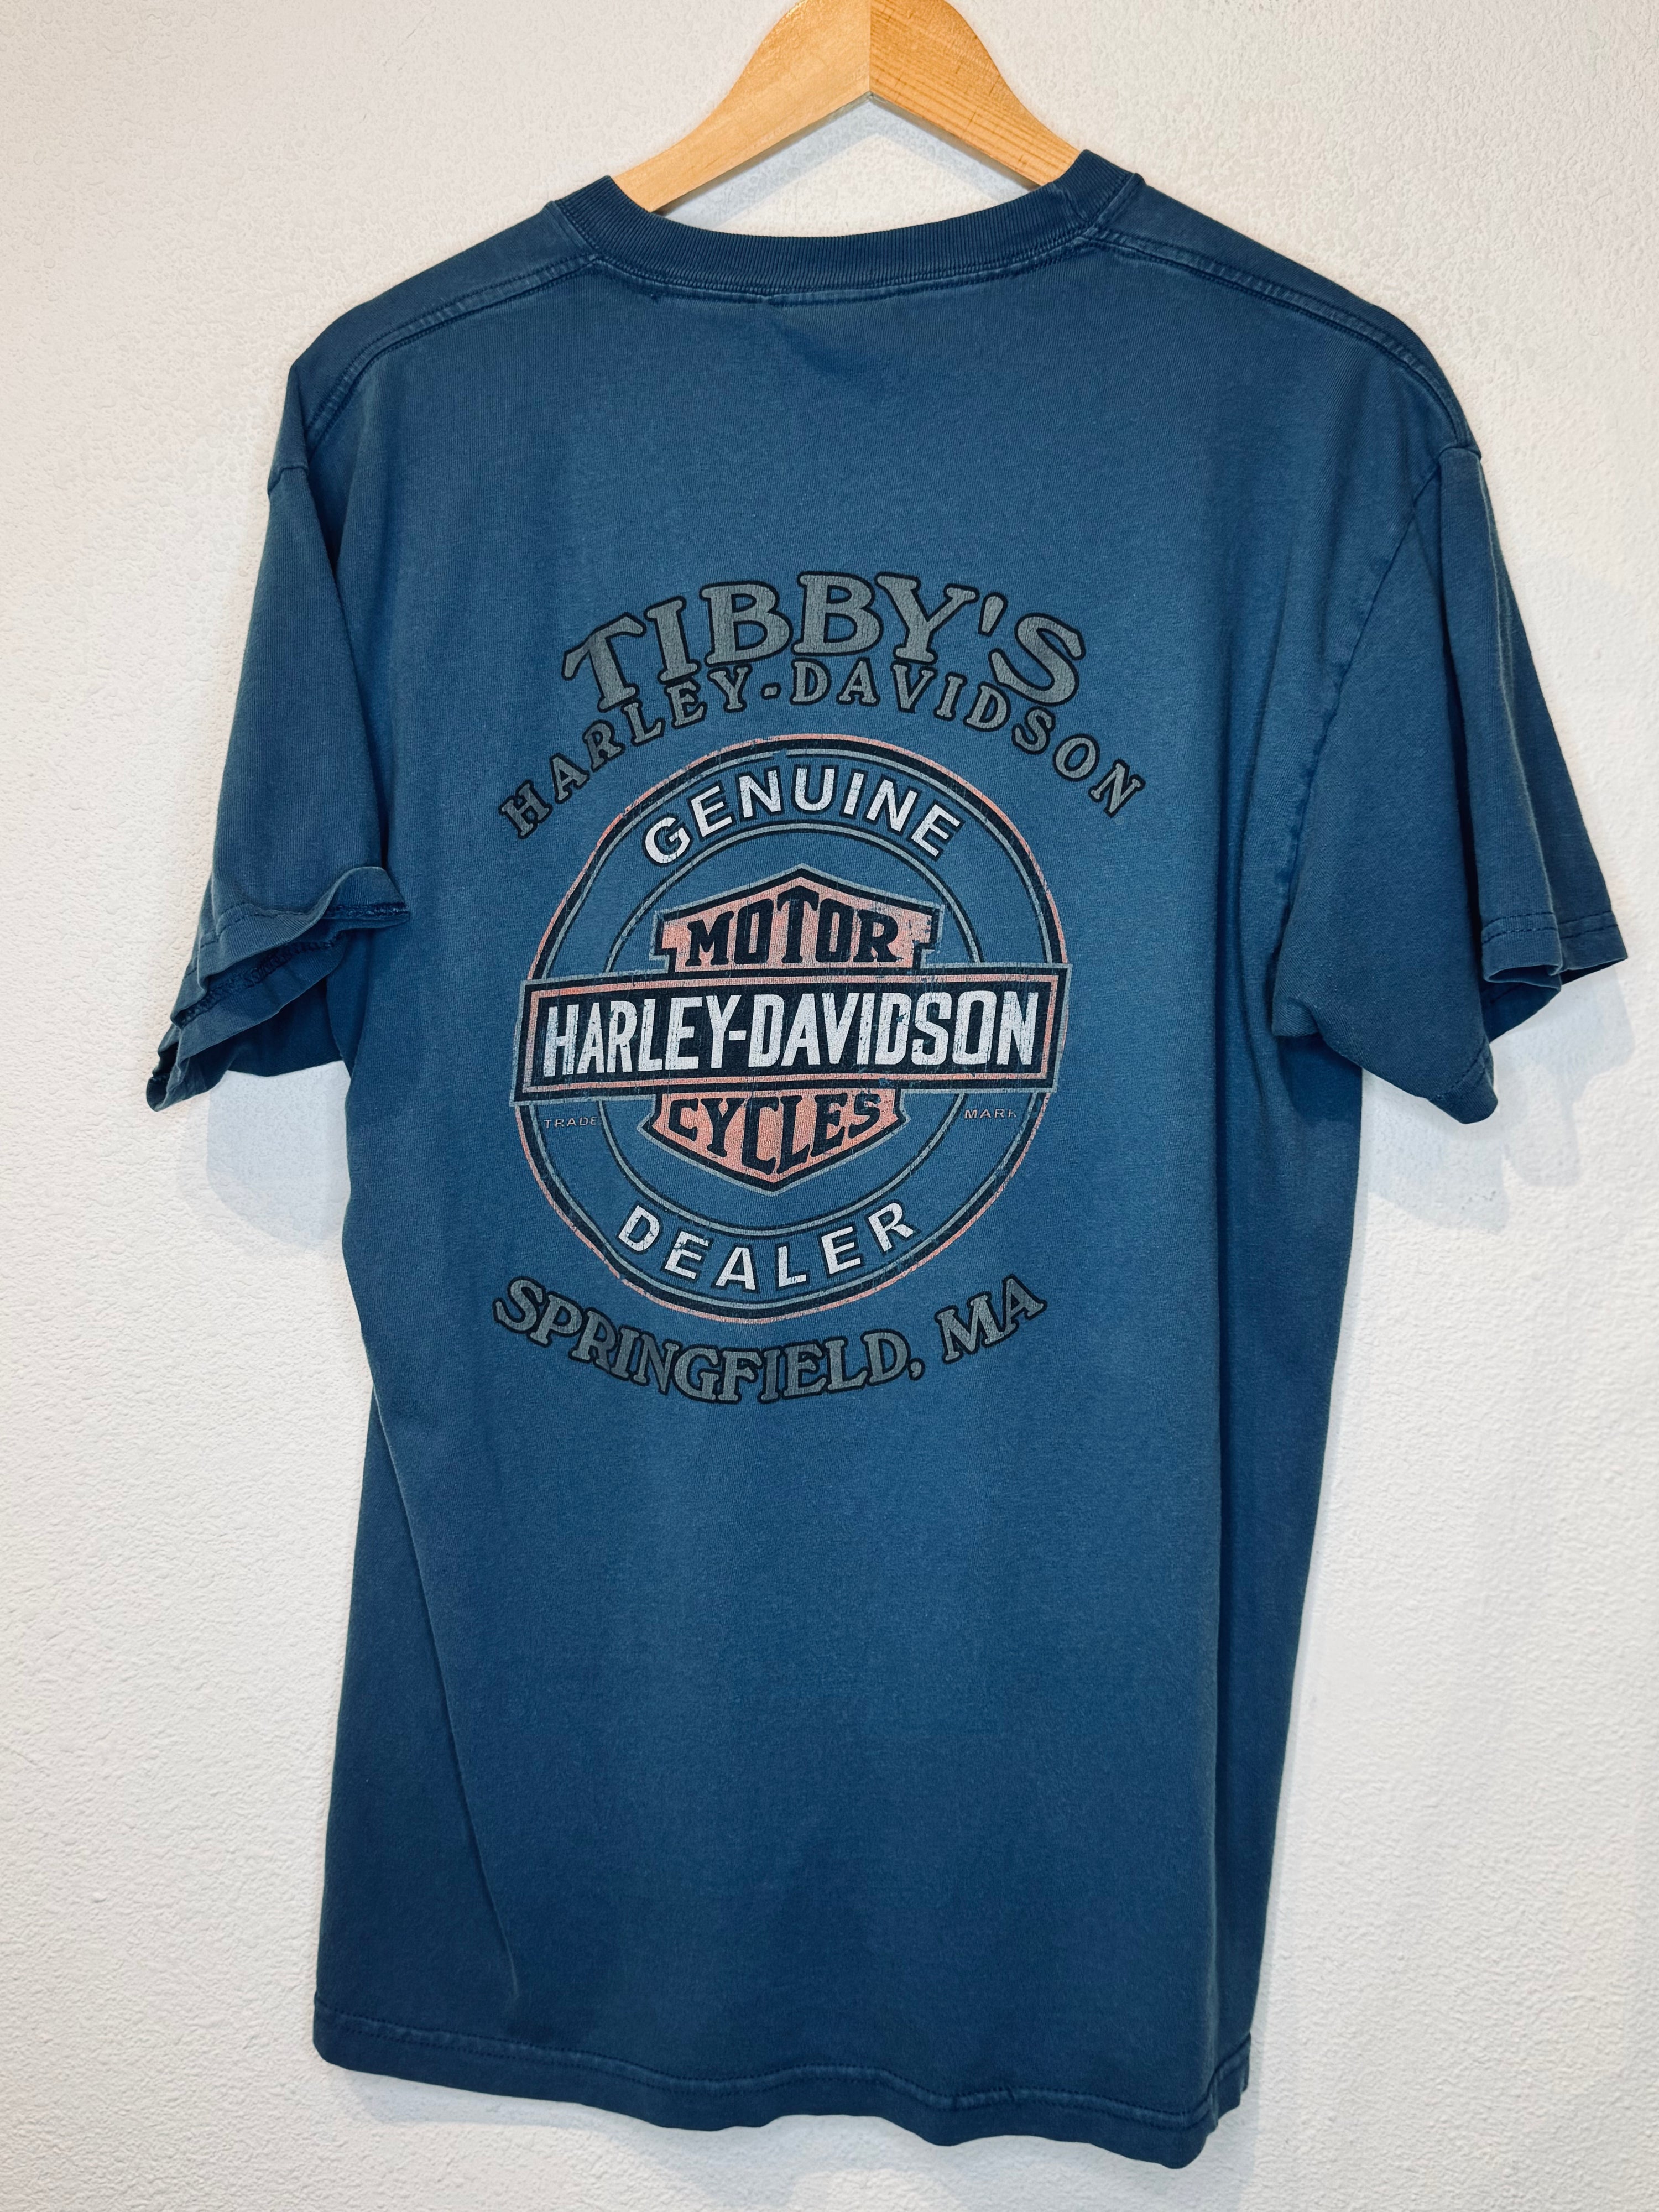 TIBBY'S
HARLEY-DAVIDSON
GENUINE
MOTOR
HARLEY-DAVIDSON
CYCLES
TRADE MARK
DEALER
SPRINGFIELD, MA